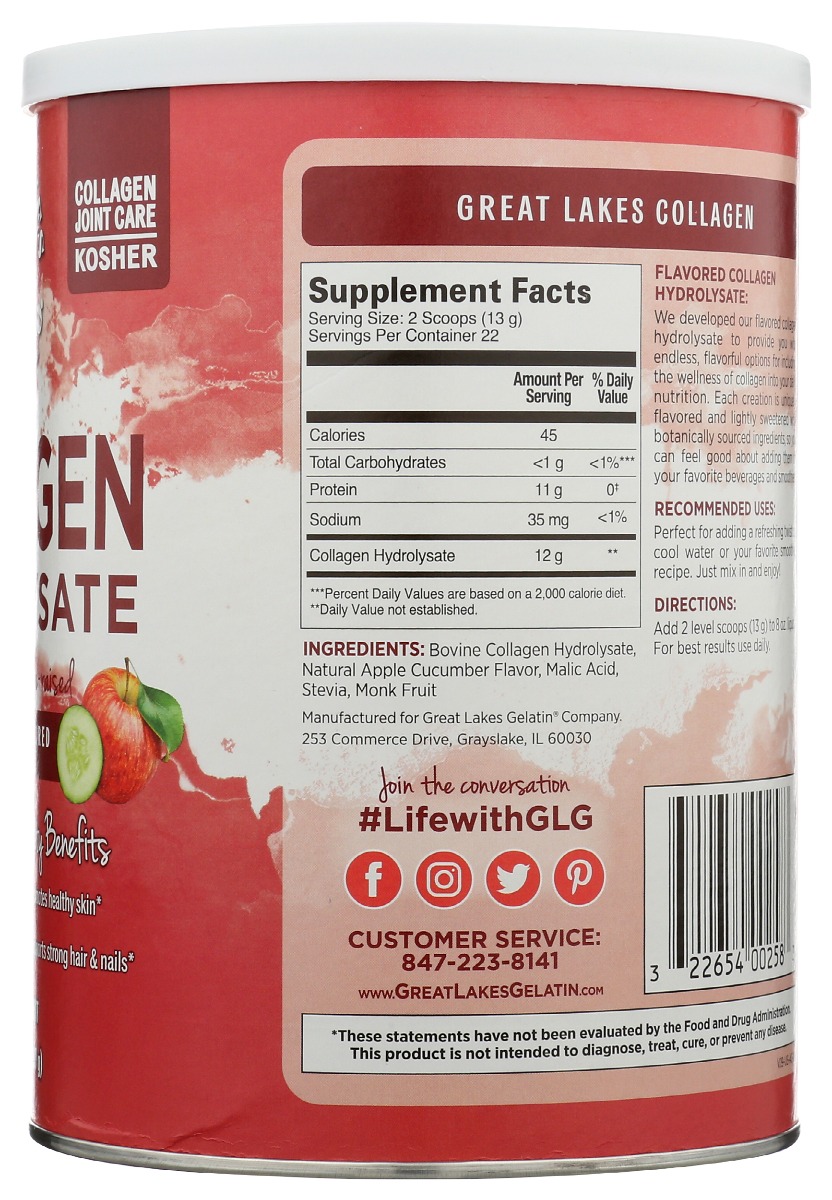 COLLAGEN
JOINT CARE
KOSHER
GEN
SATE
raised
RED
Benefits
healthy skin*
strong hair & nails*
GREAT LAKES COLLAGEN
Supplement Facts
Serving Size: 2 Scoops (13 g)
Servings Per Container 22
Amount Per Serving % Daily Value
Calories 45
Total Carbohydrates <1 g <1%***
Protein 11 g 0‡
Sodium 35 mg <1%
Collagen Hydrolysate 12 g **
***Percent Daily Values are based on a 2,000 calorie diet.
**Daily Value not established.
INGREDIENTS: Bovine Collagen Hydrolysate,
Natural Apple Cucumber Flavor, Malic Acid,
Stevia, Monk Fruit
Manufactured for Great Lakes Gelatin® Company.
253 Commerce Drive, Grayslake, IL 60030
Join the conversation
#LifewithGLG
CUSTOMER SERVICE:
847-223-8141
www.GREATLAKESGELATIN.COM
FLAVORED COLLAGEN
HYDROLYSATE:
We developed our flavored
hydrolysate to provide you
endless, flavorful options for
the wellness of collagen into your
nutrition. Each creation is
flavored and lightly sweetened
botanically sourced ingredients, so
can feel good about adding
your favorite beverages and
RECOMMENDED USES:
Perfect for adding a refreshing
cool water or your favorite
recipe. Just mix in and enjoy!
DIRECTIONS:
Add 2 level scoops (13 g) to 8 oz.
For best results use daily.
3 22654 00258
*These statements have not been evaluated by the Food and Drug Administration.
This product is not intended to diagnose, treat, cure, or prevent any disease.